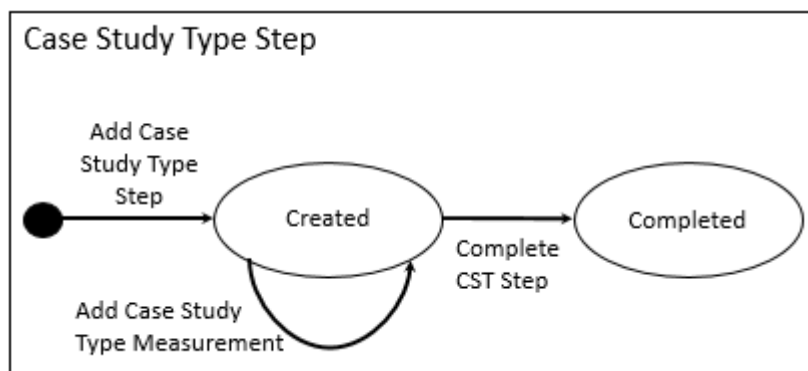 Case Study Type Step
Add Case
Study Type
Step
Created
Completed
Complete
CST Step
Add Case Study
Type Measurement